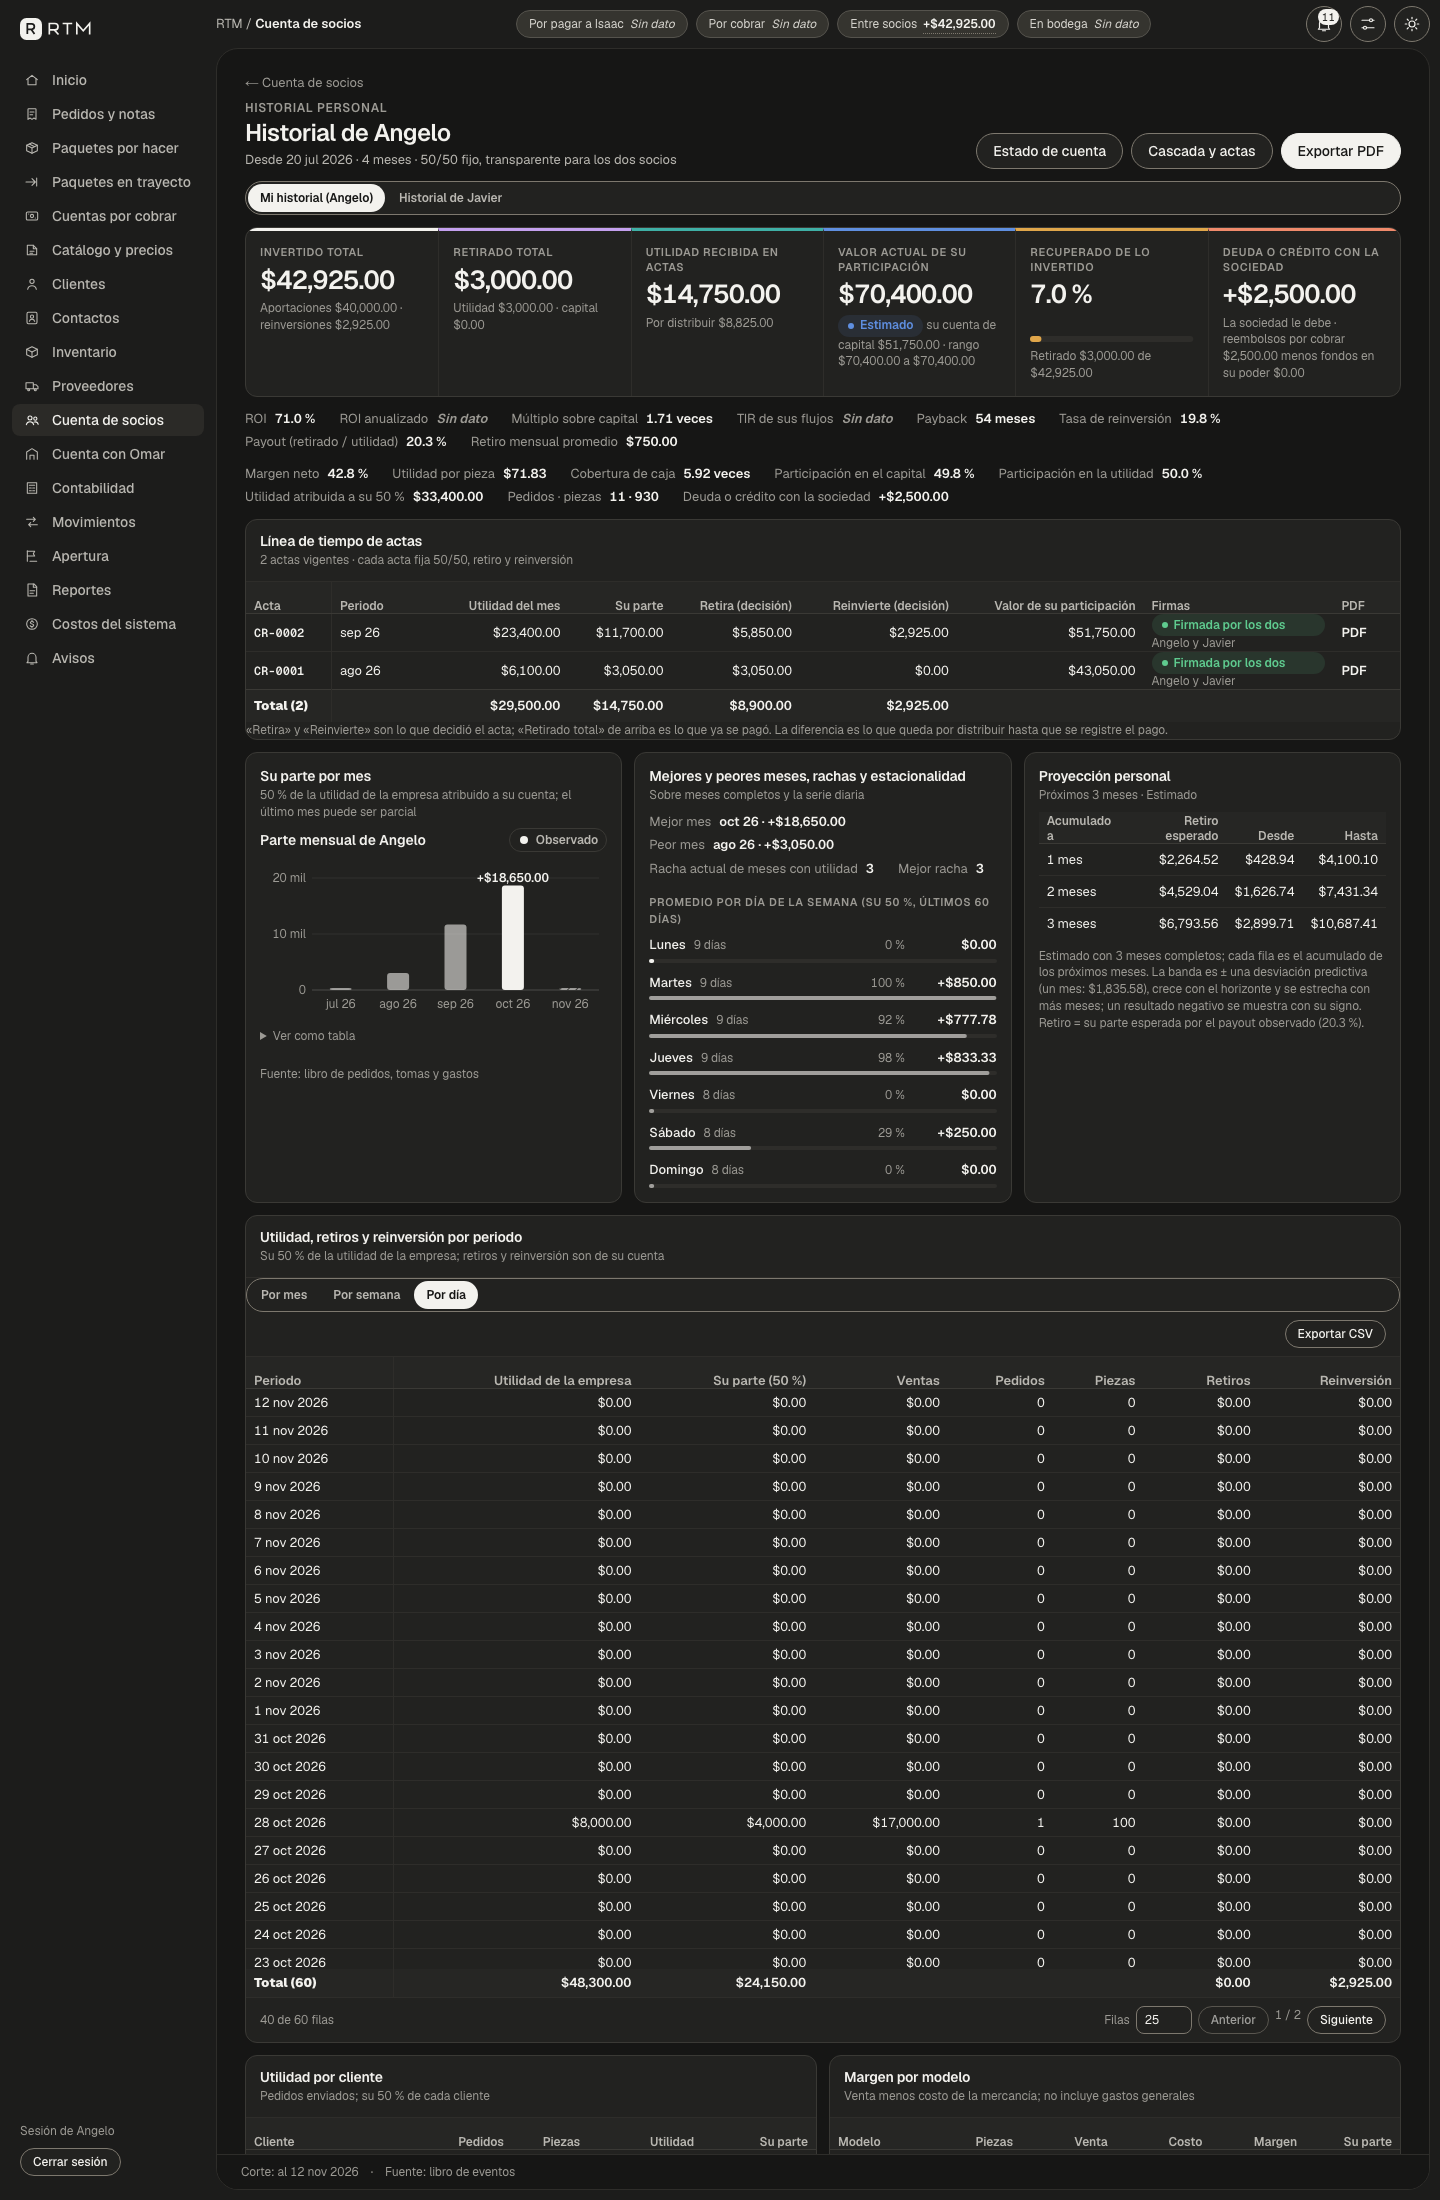 R RTM
RTM / Cuenta de socios
Por pagar a Isaac Sin dato
Por cobrar Sin dato
Entre socios +$42,925.00
En bodega Sin dato
11
Inicio
Pedidos y notas
Paquetes por hacer
Paquetes en trayecto
Cuentas por cobrar
Catálogo y precios
Clientes
Contactos
Inventario
Proveedores
Cuenta de socios
Cuenta con Omar
Contabilidad
Movimientos
Apertura
Reportes
Costos del sistema
Avisos
Sesión de Angelo
Cerrar sesión
← Cuenta de socios
HISTORIAL PERSONAL
Historial de Angelo
Desde 20 jul 2026 · 4 meses · 50/50 fijo, transparente para los dos socios
Estado de cuenta Cascada y actas Exportar PDF
Mi historial (Angelo) Historial de Javier
INVERTIDO TOTAL
$42,925.00
Aportaciones $40,000.00 ·
reinversiones $2,925.00
RETIRADO TOTAL
$3,000.00
Utilidad $3,000.00 · capital
$0.00
UTILIDAD RECIBIDA EN
ACTAS
$14,750.00
Por distribuir $8,825.00
VALOR ACTUAL DE SU
PARTICIPACIÓN
$70,400.00
Estimado su cuenta de
capital $51,750.00 · rango
$70,400.00 a $70,400.00
RECUPERADO DE LO
INVERTIDO
7.0 %
Retirado $3,000.00 de
$42,925.00
DEUDA O CRÉDITO CON LA
SOCIEDAD
+$2,500.00
La sociedad le debe ·
reembolsos por cobrar
$2,500.00 menos fondos en
su poder $0.00
ROI 71.0 % ROI anualizado Sin dato Múltiplo sobre capital 1.71 veces TIR de sus flujos Sin dato Payback 54 meses Tasa de reinversión 19.8 %
Payout (retirado / utilidad) 20.3 % Retiro mensual promedio $750.00
Margen neto 42.8 % Utilidad por pieza $71.83 Cobertura de caja 5.92 veces Participación en el capital 49.8 % Participación en la utilidad 50.0 %
Utilidad atribuida a su 50 % $33,400.00 Pedidos · piezas 11 · 930 Deuda o crédito con la sociedad +$2,500.00
Línea de tiempo de actas
2 actas vigentes · cada acta fija 50/50, retiro y reinversión
Acta Periodo Utilidad del mes Su parte Retira (decisión) Reinvierte (decisión) Valor de su participación Firmas PDF
CR-0002 sep 26 $23,400.00 $11,700.00 $5,850.00 $2,925.00 $51,750.00 Firmada por los dos PDF
Angelo y Javier
CR-0001 ago 26 $6,100.00 $3,050.00 $3,050.00 $0.00 $43,050.00 Firmada por los dos PDF
Angelo y Javier
Total (2) $29,500.00 $14,750.00 $8,900.00 $2,925.00
«Retira» y «Reinvierte» son lo que decidió el acta; «Retirado total» de arriba es lo que ya se pagó. La diferencia es lo que queda por distribuir hasta que se registre el pago.
Su parte por mes
50 % de la utilidad de la empresa atribuido a su cuenta; el
último mes puede ser parcial
Parte mensual de Angelo Observado
20 mil
+$18,650.00
10 mil
0
jul 26 ago 26 sep 26 oct 26 nov 26
▶ Ver como tabla
Fuente: libro de pedidos, tomas y gastos
Mejores y peores meses, rachas y estacionalidad
Sobre meses completos y la serie diaria
Mejor mes oct 26 · +$18,650.00
Peor mes ago 26 · +$3,050.00
Racha actual de meses con utilidad 3 Mejor racha 3
PROMEDIO POR DÍA DE LA SEMANA (SU 50 %, ÚLTIMOS 60
DÍAS)
Lunes 9 días 0 % $0.00
Martes 9 días 100 % +$850.00
Miércoles 9 días 92 % +$777.78
Jueves 9 días 98 % +$833.33
Viernes 8 días 0 % $0.00
Sábado 8 días 29 % +$250.00
Domingo 8 días 0 % $0.00
Proyección personal
Próximos 3 meses · Estimado
Acumulado
a Retiro
esperado Desde Hasta
1 mes $2,264.52 $428.94 $4,100.10
2 meses $4,529.04 $1,626.74 $7,431.34
3 meses $6,793.56 $2,899.71 $10,687.41
Estimado con 3 meses completos; cada fila es el acumulado de
los próximos meses. La banda es ± una desviación predictiva
(un mes: $1,835.58), crece con el horizonte y se estrecha con
más meses; un resultado negativo se muestra con su signo.
Retiro = su parte esperada por el payout observado (20.3 %).
Utilidad, retiros y reinversión por periodo
Su 50 % de la utilidad de la empresa; retiros y reinversión son de su cuenta
Por mes Por semana Por día
Exportar CSV
Periodo Utilidad de la empresa Su parte (50 %) Ventas Pedidos Piezas Retiros Reinversión
12 nov 2026 $0.00 $0.00 $0.00 0 0 $0.00 $0.00
11 nov 2026 $0.00 $0.00 $0.00 0 0 $0.00 $0.00
10 nov 2026 $0.00 $0.00 $0.00 0 0 $0.00 $0.00
9 nov 2026 $0.00 $0.00 $0.00 0 0 $0.00 $0.00
8 nov 2026 $0.00 $0.00 $0.00 0 0 $0.00 $0.00
7 nov 2026 $0.00 $0.00 $0.00 0 0 $0.00 $0.00
6 nov 2026 $0.00 $0.00 $0.00 0 0 $0.00 $0.00
5 nov 2026 $0.00 $0.00 $0.00 0 0 $0.00 $0.00
4 nov 2026 $0.00 $0.00 $0.00 0 0 $0.00 $0.00
3 nov 2026 $0.00 $0.00 $0.00 0 0 $0.00 $0.00
2 nov 2026 $0.00 $0.00 $0.00 0 0 $0.00 $0.00
1 nov 2026 $0.00 $0.00 $0.00 0 0 $0.00 $0.00
31 oct 2026 $0.00 $0.00 $0.00 0 0 $0.00 $0.00
30 oct 2026 $0.00 $0.00 $0.00 0 0 $0.00 $0.00
29 oct 2026 $0.00 $0.00 $0.00 0 0 $0.00 $0.00
28 oct 2026 $8,000.00 $4,000.00 $17,000.00 1 100 $0.00 $0.00
27 oct 2026 $0.00 $0.00 $0.00 0 0 $0.00 $0.00
26 oct 2026 $0.00 $0.00 $0.00 0 0 $0.00 $0.00
25 oct 2026 $0.00 $0.00 $0.00 0 0 $0.00 $0.00
24 oct 2026 $0.00 $0.00 $0.00 0 0 $0.00 $0.00
23 oct 2026 $0.00 $0.00 $0.00 0 0 $0.00 $0.00
Total (60) $48,300.00 $24,150.00 $0.00 $2,925.00
40 de 60 filas Filas 25 Anterior 1 / 2 Siguiente
Utilidad por cliente
Pedidos enviados; su 50 % de cada cliente
Cliente Pedidos Piezas Utilidad Su parte
Margen por modelo
Venta menos costo de la mercancía; no incluye gastos generales
Modelo Piezas Venta Costo Margen Su parte
Corte: al 12 nov 2026 · Fuente: libro de eventos